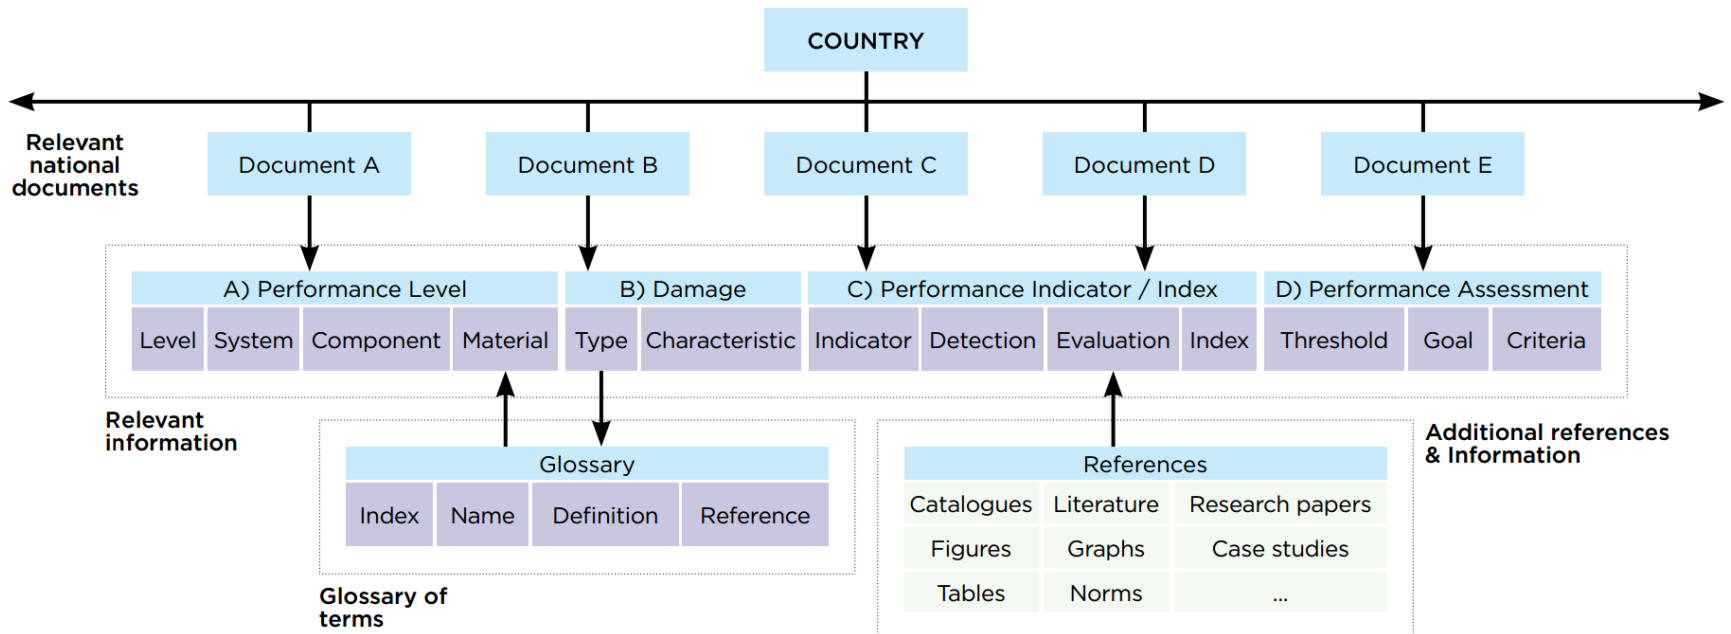 COUNTRY
Relevant
national
documents
Document A
Document B
Document C
Document D
Document E
A) Performance Level
B) Damage
C) Performance Indicator / Index
D) Performance Assessment
Level
System
Component
Material
Type
Characteristic
Indicator
Detection
Evaluation
Index
Threshold
Goal
Criteria
Relevant
information
Glossary
Index
Name
Definition
Reference
Glossary of
terms
References
Catalogues
Literature
Research papers
Figures
Graphs
Case studies
Tables
Norms
...
Additional references
& Information